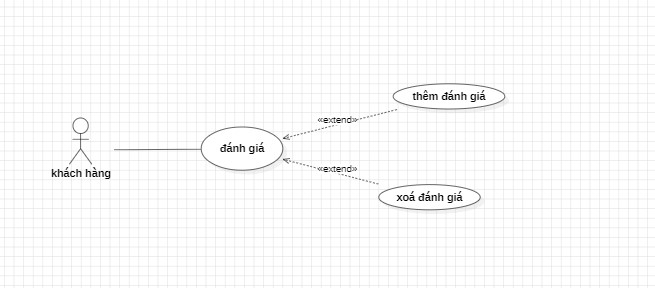 thêm đánh giá
«extend»
đánh giá
«extend»
khách hàng
xoá đánh giá